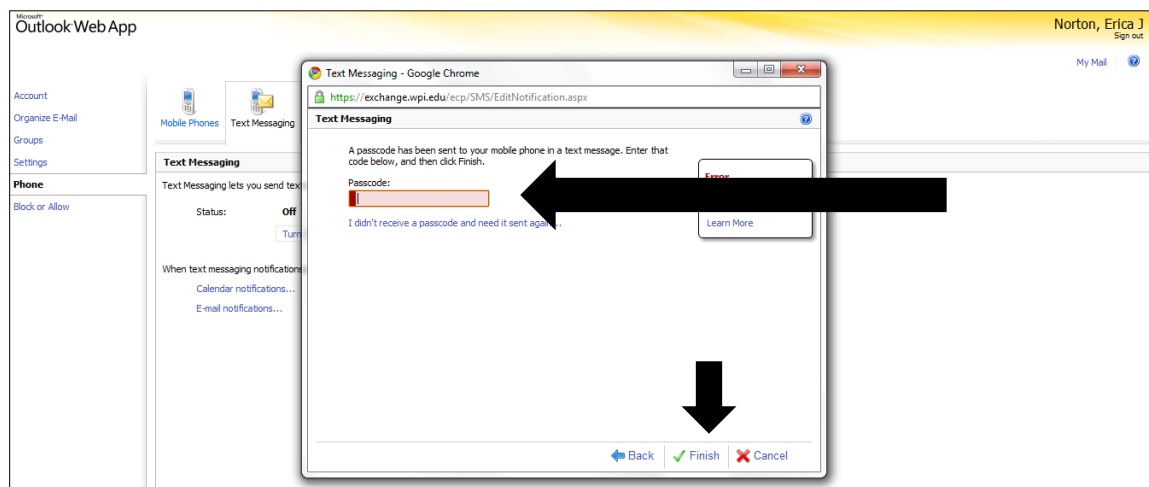 Microsoft®
Outlook Web App
Norton, Erica J
Sign out
My Mail
Account
Organize E-Mail
Groups
Settings
Phone
Block or Allow
Mobile Phones
Text Messaging
Text Messaging
Text Messaging lets you send tex
Status: Off
Turn
When text messaging notification
Calendar notifications...
E-mail notifications...
Text Messaging - Google Chrome
https://exchange.wpi.edu/ecp/SMS/EditNotification.aspx
Text Messaging
A passcode has been sent to your mobile phone in a text message. Enter that
code below, and then click Finish.
Passcode:
I didn't receive a passcode and need it sent
Error
Learn More
Back
Finish
Cancel